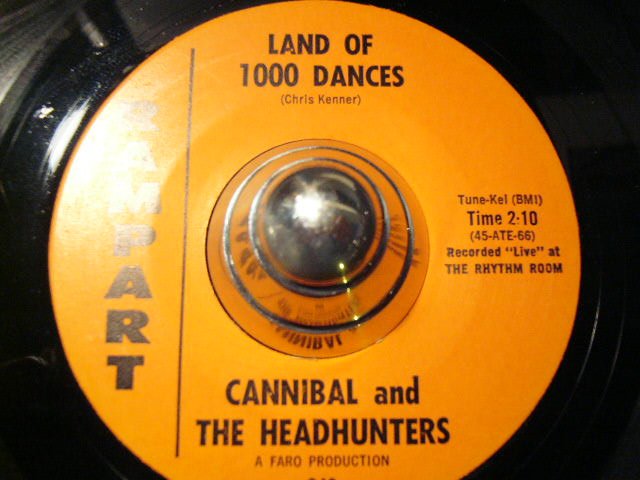 LAND OF
1000 DANCES
(Chris Kenner)
RAMPART
Tune-Kel (BMI)
Time 2:10
(45-ATE-66)
Recorded "Live" at
THE RHYTHM ROOM
CANNIBAL and
THE HEADHUNTERS
A FARO PRODUCTION